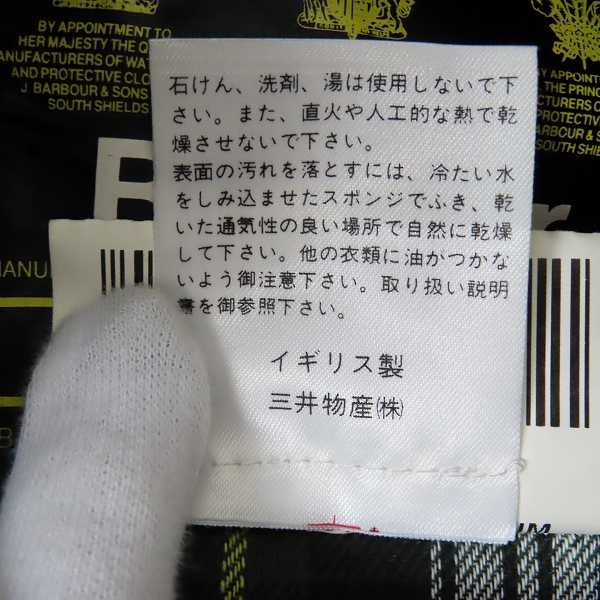 BY APPOINTMENT TO
HER MAJESTY THE Q
MANUFACTURERS OF WA
AND PROTECTIVE CLO
J. BARBOUR & SONS
SOUTH SHIELDS
BY APPOINTM
THE PRINC
CTURERS O
PROTECTIVE
BARBOUR &
SOUTH SHI
石けん、洗剤、湯は使用しないで下
さい。また、直火や人工的な熱で乾
燥させないで下さい。
表面の汚れを落とすには、冷たい水
をしみ込ませたスポンジでふき、乾
いた通気性の良い場所で自然に乾燥
して下さい。他の衣類に油がつかな
いよう御注意下さい。取り扱い説明
書を御参照下さい。
イギリス製
三井物産㈱
B
r
MANU